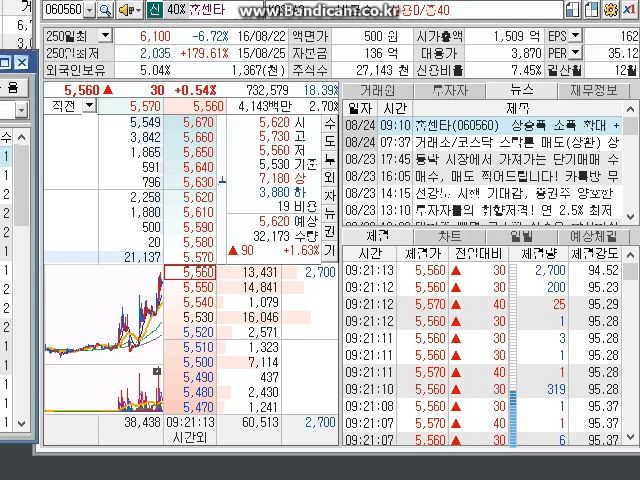 www.Bandicam.co.kr
060560 신 40% 홈센타 용D/증40
250일최고 6,100 -6.72% 16/08/22 액면가 500 원 시가총액 1,509 억 EPS 162
250일최저 2,035 +179.61% 15/08/25 자본금 136 억 대용가 3,870 PER 35.12
외국인보유 5.04% 1,367(천) 주식수 27,143 천 신용비율 7.45% 결산월 12월
5,560 ▲ 30 +0.54% 732,579 18.39%
직전 5,570 5,560 4,143백만 2.70%
5,549 5,670 5,620 시
3,842 5,660 5,730 고
1,865 5,650 5,560 저
591 5,640 5,530 기준
796 5,630 7,180 상
2,258 5,620 3,880 하
1,880 5,610 19 비용
500 5,590 5,620 예상
20 5,580 32,173 수량
21,137 5,570 ▲ 90 +1.63%
수
도
누
외
차
뉴
권
기
5,560 13,431 2,700
5,550 14,841
5,540 1,079
5,530 16,046
5,520 2,571
5,510 1,323
5,500 7,114
5,490 437
5,480 2,430
5,470 1,241
38,438 09:21:13 60,513 2,700
시간외
거래원 투자자 뉴스 재무정보
일자 시간 제목
08/24 09:10 홈센타(060560) 상승폭 소폭 확대 +
08/24 07:37 거래소/코스닥 스탁론 매도(상환) 상
08/23 17:45 등락 시장에서 가져가는 단기매매 수
08/23 16:05 매수, 매도 찍어드립니다! 카톡방 무
08/23 14:15
08/23 13:10 투자자들의 취향저격! 연 2.5% 최저
체결 차트 일별 예상체결
시간 체결가 전일대비 체결량 체결강도
09:21:13 5,560 ▲ 30 2,700 94.52
09:21:12 5,560 ▲ 30 200 95.23
09:21:12 5,570 ▲ 40 25 95.29
09:21:12 5,560 ▲ 30 1 95.28
09:21:11 5,560 ▲ 30 3 95.28
09:21:11 5,560 ▲ 30 1 95.28
09:21:11 5,570 ▲ 40 1 95.28
09:21:10 5,560 ▲ 30 319 95.28
09:21:08 5,560 ▲ 30 1 95.37
09:21:07 5,570 ▲ 40 1 95.37
09:21:07 5,560 ▲ 30 6 95.37